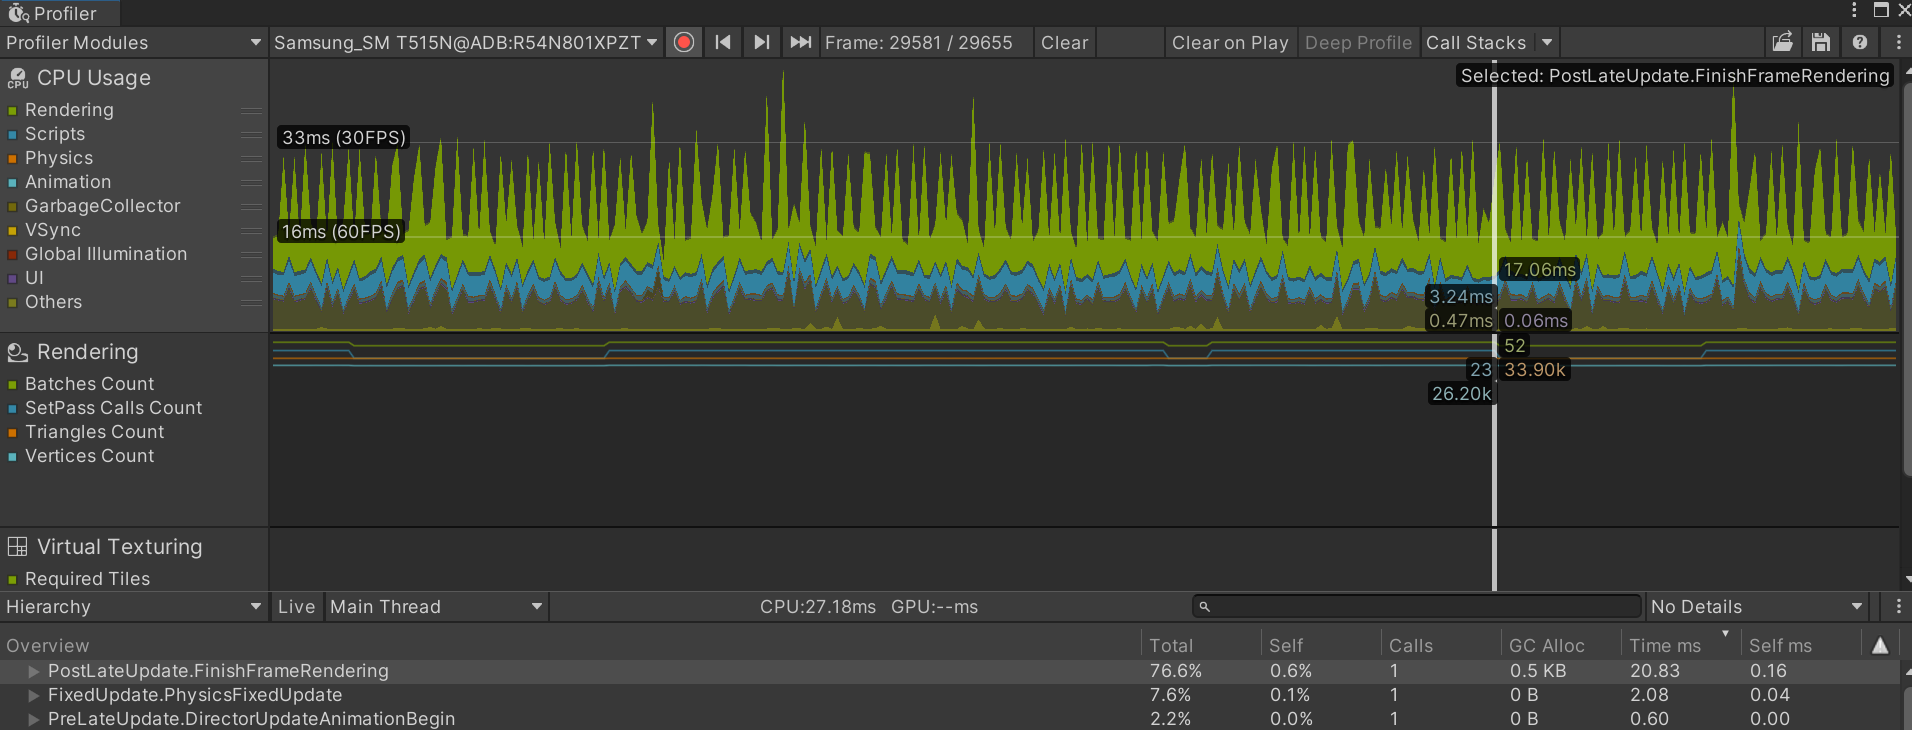 Profiler
Profiler Modules
Samsung_SM T515N@ADB:R54N801XPZT
Frame: 29581 / 29655
Clear
Clear on Play
Deep Profile
Call Stacks
CPU
CPU Usage
Rendering
Scripts
Physics
Animation
GarbageCollector
VSync
Global Illumination
UI
Others
Selected: PostLateUpdate.FinishFrameRendering
33ms (30FPS)
16ms (60FPS)
17.06ms
3.24ms
0.47ms
0.06ms
Rendering
Batches Count
SetPass Calls Count
Triangles Count
Vertices Count
52
23
33.90k
26.20k
Virtual Texturing
Required Tiles
Hierarchy
Live
Main Thread
CPU:27.18ms GPU:--ms
No Details
Overview Total Self Calls GC Alloc Time ms Self ms
PostLateUpdate.FinishFrameRendering 76.6% 0.6% 1 0.5 KB 20.83 0.16
FixedUpdate.PhysicsFixedUpdate 7.6% 0.1% 1 0 B 2.08 0.04
PreLateUpdate.DirectorUpdateAnimationBegin 2.2% 0.0% 1 0 B 0.60 0.00